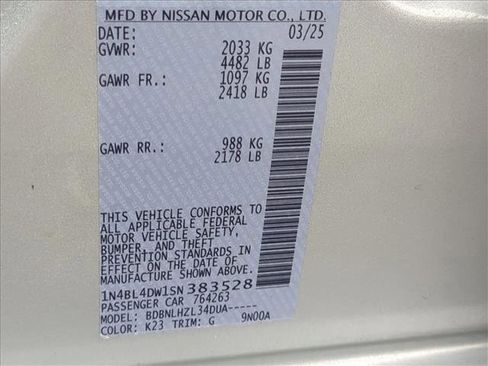 MFD BY NISSAN MOTOR CO., LTD.
DATE: 03/25
GVWR: 2033 KG
4482 LB
GAWR FR.: 1097 KG
2418 LB
GAWR RR.: 988 KG
2178 LB
THIS VEHICLE CONFORMS TO
ALL APPLICABLE FEDERAL
MOTOR VEHICLE SAFETY,
BUMPER, AND THEFT
PREVENTION STANDARDS
IN EFFECT ON THE DATE OF
MANUFACTURE SHOWN ABOVE.
1N4BL4DW1SN383528
PASSENGER CAR 764263
MODEL: BDBNLHZL34DUA-----
COLOR: K23 TRIM: G 9N00A